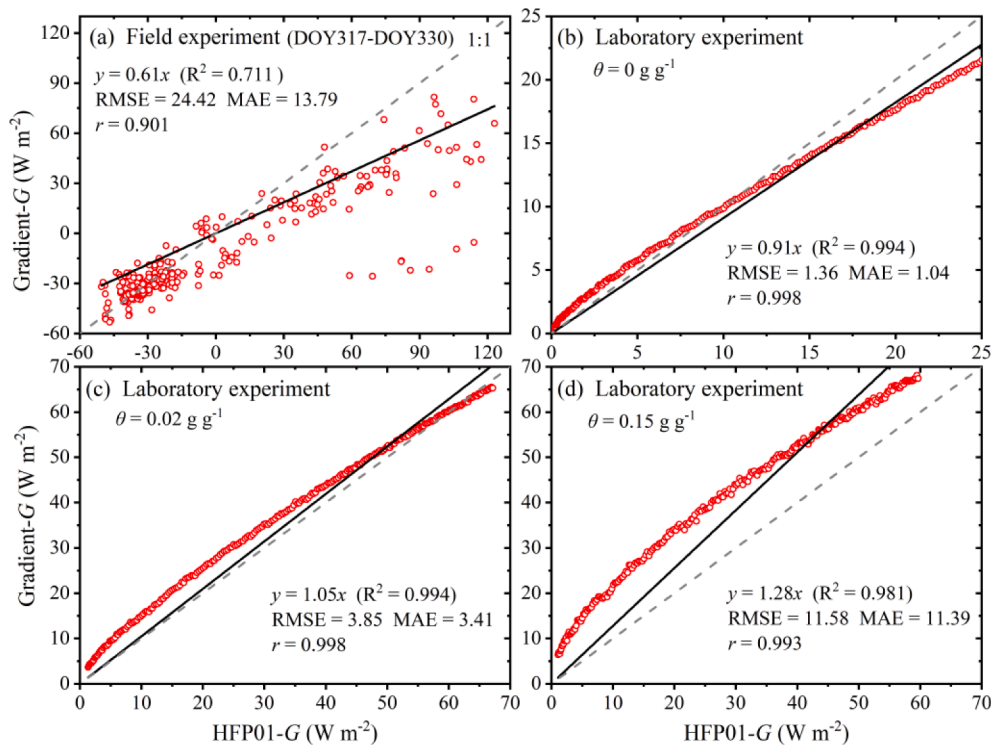 (a) Field experiment (DOY317-DOY330) 1:1
y = 0.61x (R² = 0.711)
RMSE = 24.42 MAE = 13.79
r = 0.901
120
90
60
30
0
-30
-60
-60 -30 0 30 60 90 120
Gradient-G (W m⁻²)
(b) Laboratory experiment
θ = 0 g g⁻¹
y = 0.91x (R² = 0.994)
RMSE = 1.36 MAE = 1.04
r = 0.998
25
20
15
10
5
0
0 5 10 15 20 25
(c) Laboratory experiment
θ = 0.02 g g⁻¹
y = 1.05x (R² = 0.994)
RMSE = 3.85 MAE = 3.41
r = 0.998
70
60
50
40
30
20
10
0
0 10 20 30 40 50 60 70
Gradient-G (W m⁻²)
HFP01-G (W m⁻²)
(d) Laboratory experiment
θ = 0.15 g g⁻¹
y = 1.28x (R² = 0.981)
RMSE = 11.58 MAE = 11.39
r = 0.993
70
60
50
40
30
20
10
0
0 10 20 30 40 50 60 70
HFP01-G (W m⁻²)